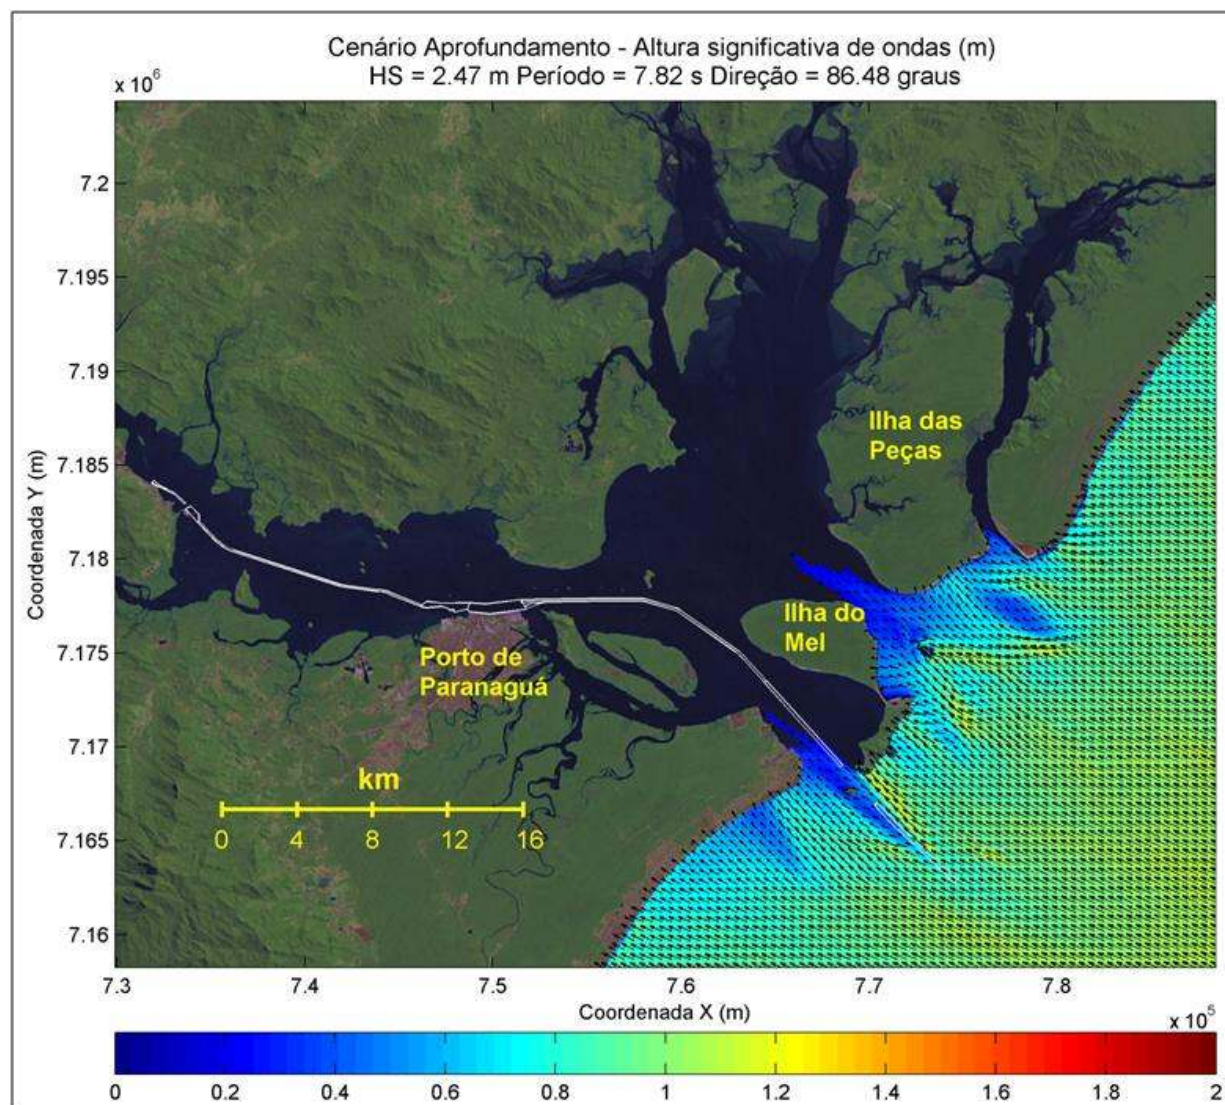 Cenário Aprofundamento - Altura significativa de ondas (m)
HS = 2.47 m Período = 7.82 s Direção = 86.48 graus
x 10⁶
7.2
7.195
7.19
7.185
7.18
7.175
7.17
7.165
7.16
Coordenada Y (m)
Ilha das
Peças
Ilha do
Mel
Porto de
Paranaguá
km
0 4 8 12 16
7.3 7.4 7.5 7.6 7.7 7.8
Coordenada X (m)
x 10⁵
0 0.2 0.4 0.6 0.8 1 1.2 1.4 1.6 1.8 2